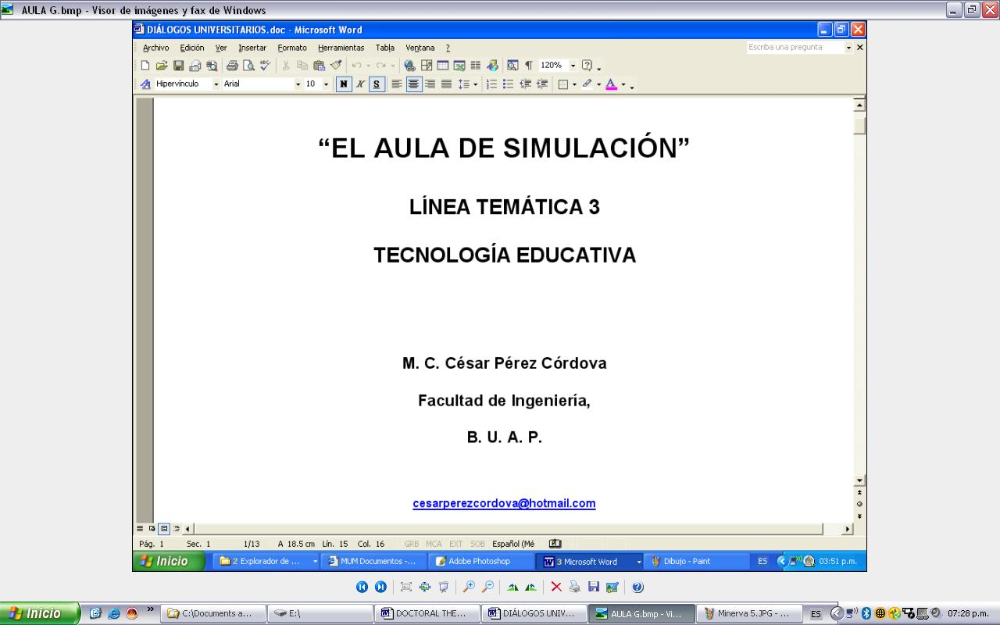 AULA G.bmp - Visor de imágenes y fax de Windows
DIÁLOGOS UNIVERSITARIOS.doc - Microsoft Word
Archivo Edición Ver Insertar Formato Herramientas Tabla Ventana ? Escriba una pregunta
120%
Hipervínculo Arial 10 N K S
“EL AULA DE SIMULACIÓN”
LÍNEA TEMÁTICA 3
TECNOLOGÍA EDUCATIVA
M. C. César Pérez Córdova
Facultad de Ingeniería,
B. U. A. P.
cesarperezcordova@hotmail.com
Pág. 1 Sec. 1 1/13 A 18.5 cm Lín. 15 Col. 16 GRB MCA EXT SOB Español (Mé
Inicio 2 Explorador de ... MUM Documentos -... Adobe Photoshop 3 Microsoft Word Dibujo - Paint ES 03:51 p.m.
Inicio C:\Documents a... E:\ DOCTORAL THE... DIÁLOGOS UNIV... AULA G.bmp - Vi... Minerva 5.JPG - ... ES 07:28 p.m.